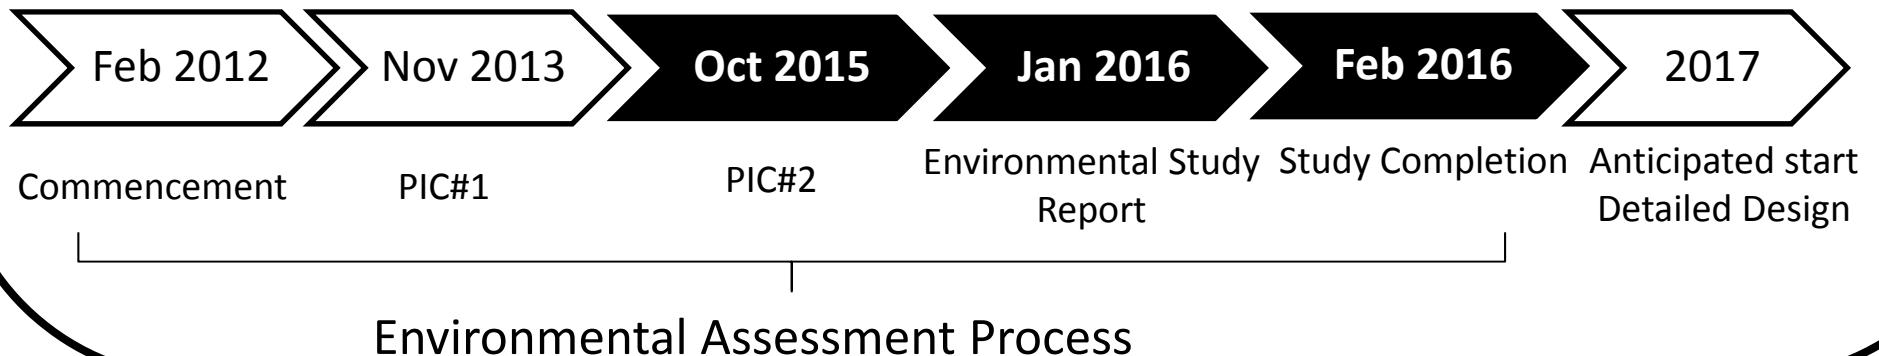 Feb 2012
Nov 2013
Oct 2015
Jan 2016
Feb 2016
2017
Commencement
PIC#1
PIC#2
Environmental Study
Report
Study Completion
Anticipated start
Detailed Design
Environmental Assessment Process